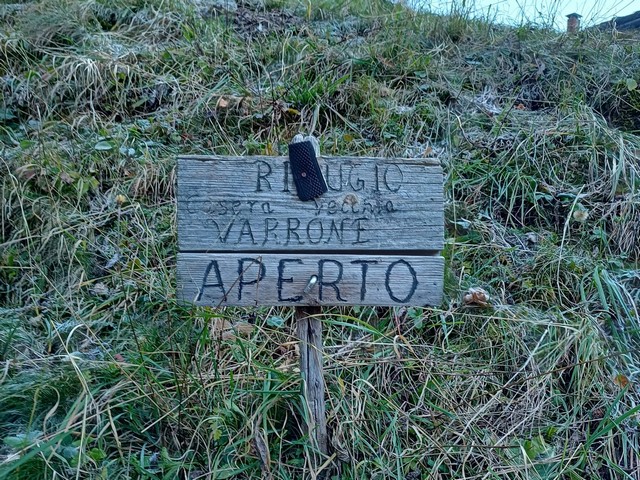 RIFUGIO
Casera Vecchia
VARRONE
APERTO